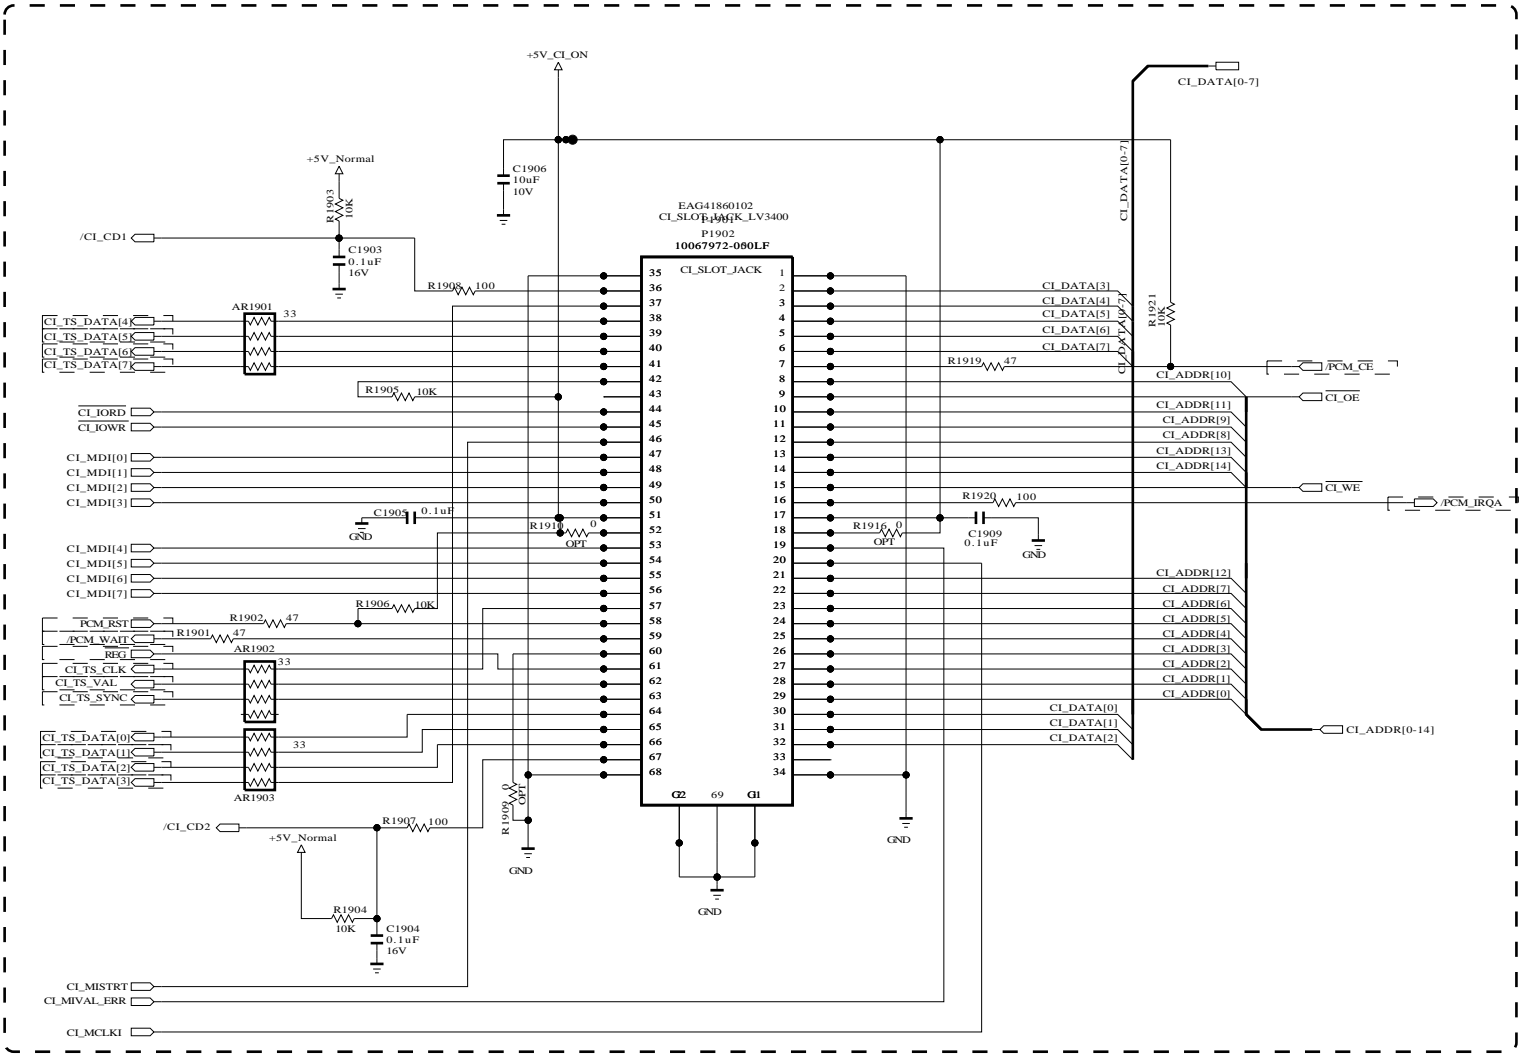 +5V_CI_ON
CI_DATA[0-7]
CI_DATA[0-7]
+5V_Normal
R1903
10K
C1906
10uF
10V
EAG41860102
CI_SLOT_JACK_LV3400
P1901
P1902
10067972-000LF
CI_SLOT_JACK
/CI_CD1
C1903
0.1uF
16V
R1908 100
35 1
36 2 CI_DATA[3]
37 3 CI_DATA[4]
AR1901
33
CI_TS_DATA[4] 38 4 CI_DATA[5]
CI_TS_DATA[5] 39 5 CI_DATA[6]
CI_TS_DATA[6] 40 6 CI_DATA[7]
CI_TS_DATA[7] 41 7 R1919 47 /PCM_CE
CI_DATA[0-7]
R1921
10K
42 8 CI_ADDR[10]
R1905 10K 43 9 CI_OE
CI_IORD 44 10 CI_ADDR[11]
CI_IOWR 45 11 CI_ADDR[9]
46 12 CI_ADDR[8]
CI_MDI[0] 47 13 CI_ADDR[13]
CI_MDI[1] 48 14 CI_ADDR[14]
CI_MDI[2] 49 15 CI_WE
CI_MDI[3] 50 16 R1920 100 /PCM_IRQA
C1905 0.1uF 51 17
GND
R1910 0
OPT
52 18 R1916 0
OPT
C1909
0.1uF
GND
CI_MDI[4] 53 19
CI_MDI[5] 54 20
CI_MDI[6] 55 21 CI_ADDR[12]
CI_MDI[7] 56 22 CI_ADDR[7]
R1906 10K 57 23 CI_ADDR[6]
PCM_RST R1902 47 58 24 CI_ADDR[5]
/PCM_WAIT R1901 47 59 25 CI_ADDR[4]
REG 60 26 CI_ADDR[3]
AR1902
33
CI_TS_CLK 61 27 CI_ADDR[2]
CI_TS_VAL 62 28 CI_ADDR[1]
CI_TS_SYNC 63 29 CI_ADDR[0]
64 30 CI_DATA[0]
65 31 CI_DATA[1]
66 32 CI_DATA[2]
67 33
68 34
CI_ADDR[0-14]
CI_TS_DATA[0]
CI_TS_DATA[1] 33
CI_TS_DATA[2]
CI_TS_DATA[3]
AR1903
R1909 0
OPT
G2 69 G1
/CI_CD2 R1907 100
+5V_Normal
GND
GND
GND
R1904
10K
C1904
0.1uF
16V
CI_MISTRT
CI_MIVAL_ERR
CI_MCLKI